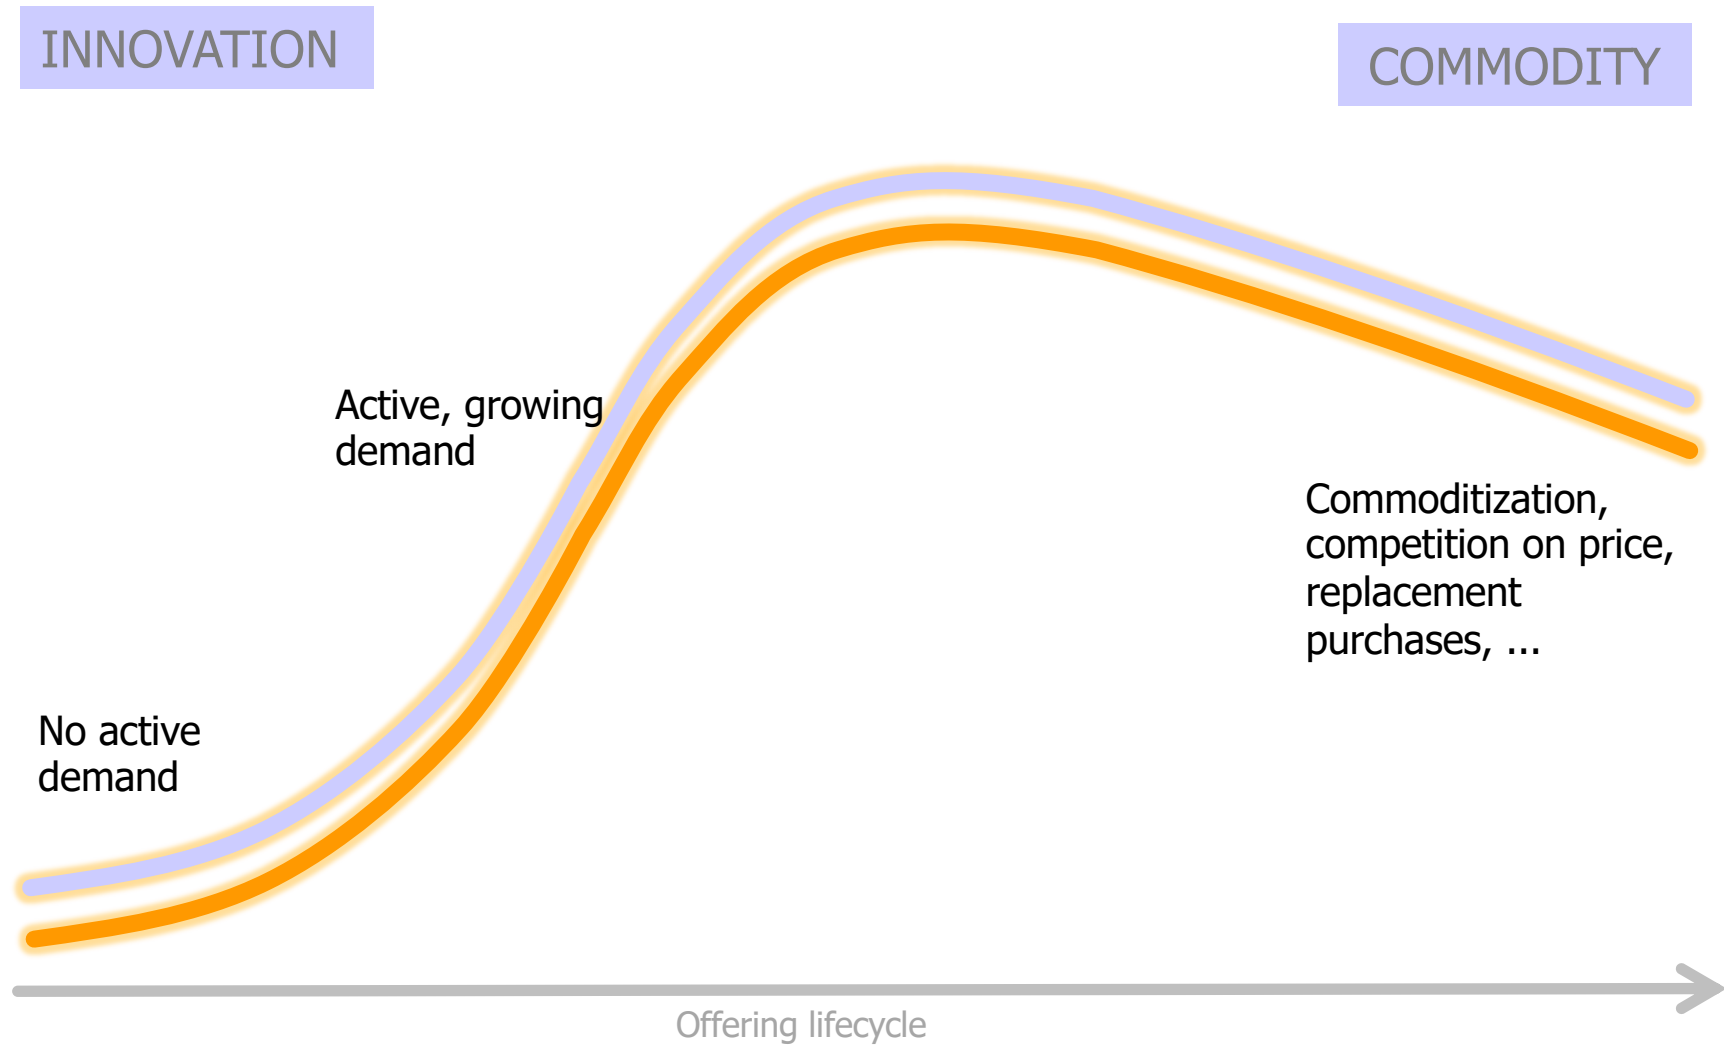 INNOVATION
COMMODITY
Active, growing
demand
Commoditization,
competition on price,
replacement
purchases, ...
No active
demand
Offering lifecycle